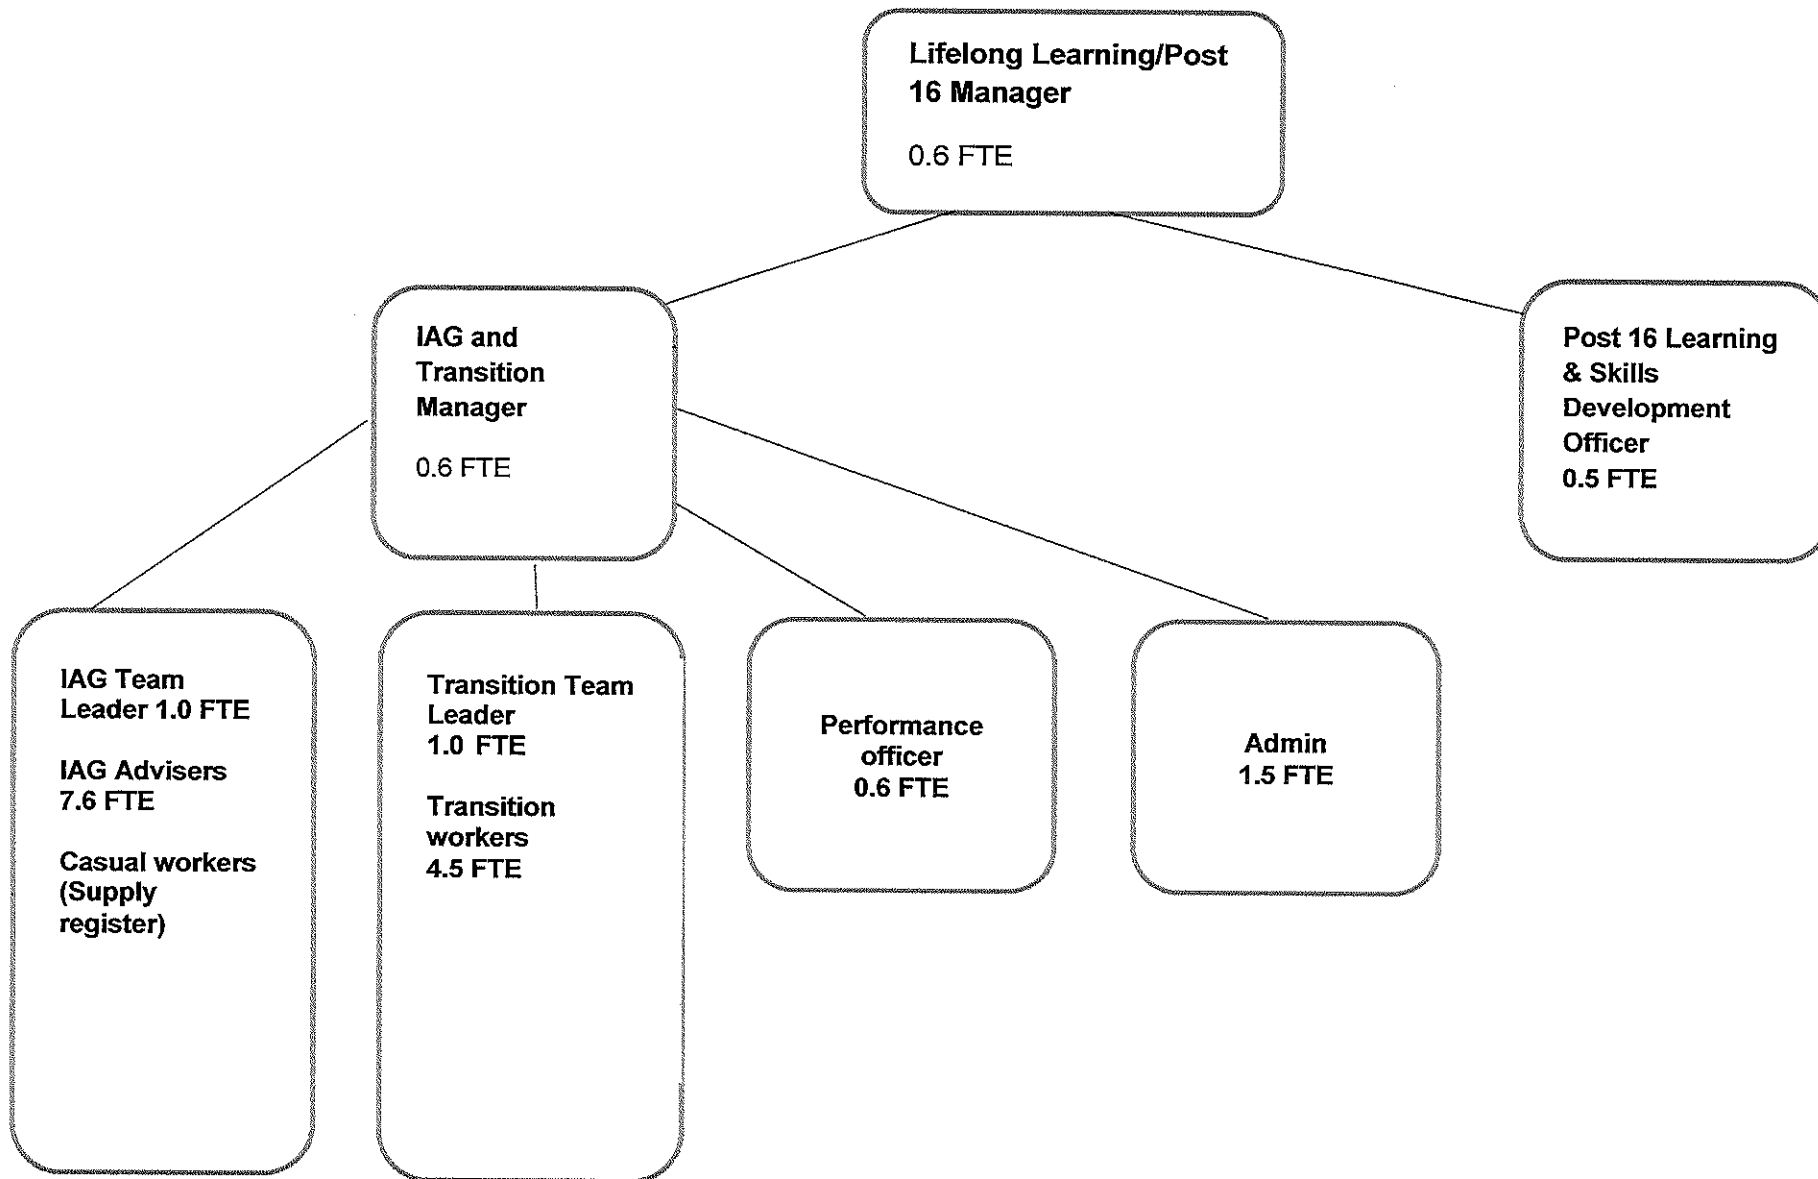 Lifelong Learning/Post
16 Manager
0.6 FTE
IAG and
Transition
Manager
0.6 FTE
Post 16 Learning
& Skills
Development
Officer
0.5 FTE
IAG Team
Leader 1.0 FTE
IAG Advisers
7.6 FTE
Casual workers
(Supply
register)
Transition Team
Leader
1.0 FTE
Transition
workers
4.5 FTE
Performance
officer
0.6 FTE
Admin
1.5 FTE